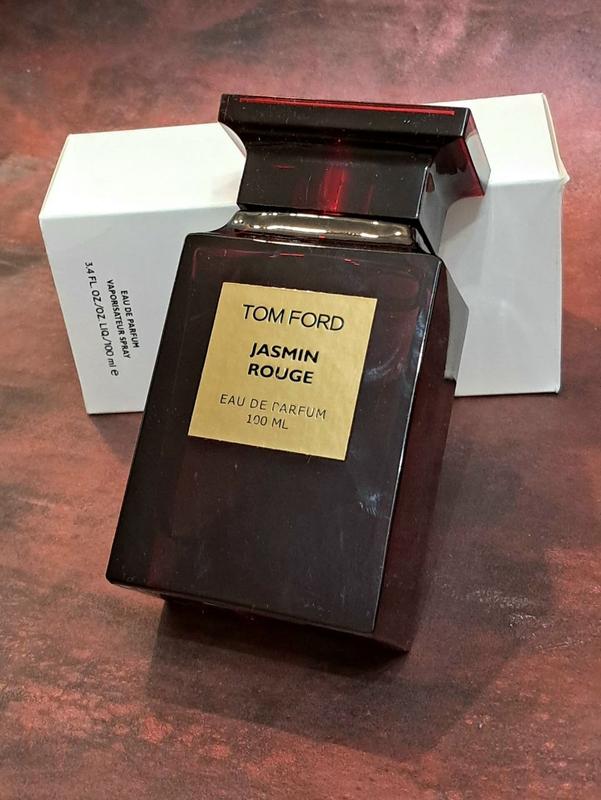 TOM FORD
JASMIN
ROUGE
EAU DE PARFUM
100 ML
EAU DE PARFUM
VAPORISATEUR SPRAY
3.4 FL. OZ/OZ. LIQ./100 ml ℮